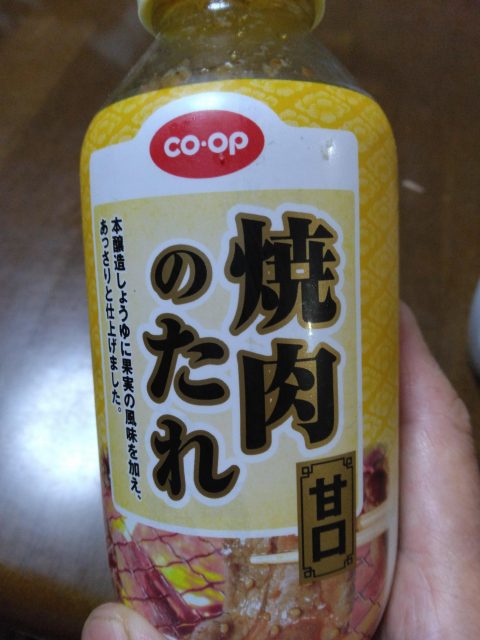 co·op
焼肉
のたれ
甘口
本醸造しょうゆに果実の風味を加え、
あっさりと仕上げました。